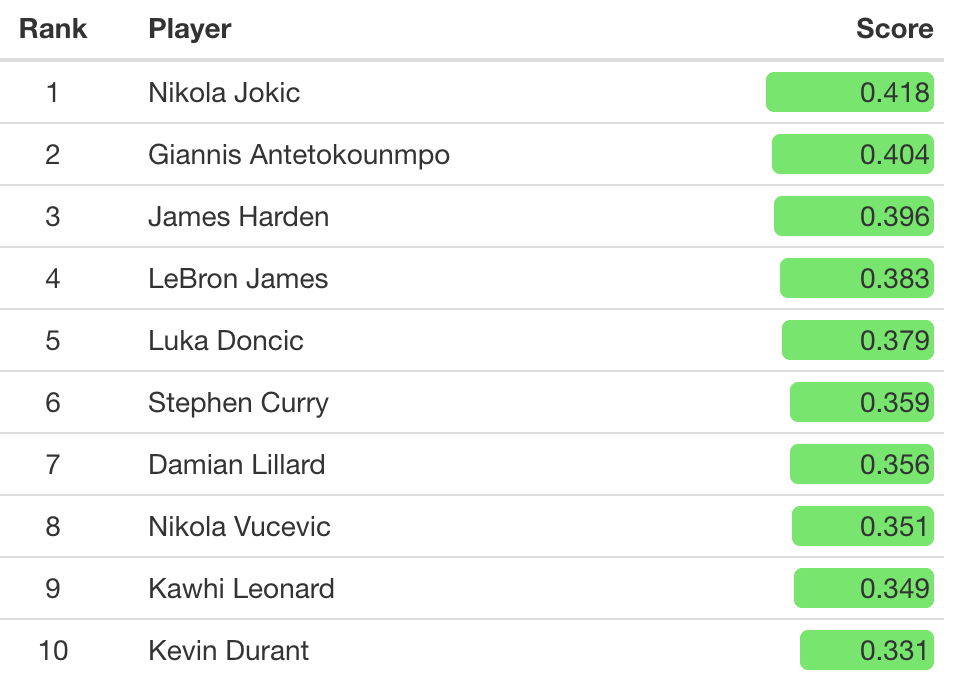 Rank Player Score
1 Nikola Jokic 0.418
2 Giannis Antetokounmpo 0.404
3 James Harden 0.396
4 LeBron James 0.383
5 Luka Doncic 0.379
6 Stephen Curry 0.359
7 Damian Lillard 0.356
8 Nikola Vucevic 0.351
9 Kawhi Leonard 0.349
10 Kevin Durant 0.331